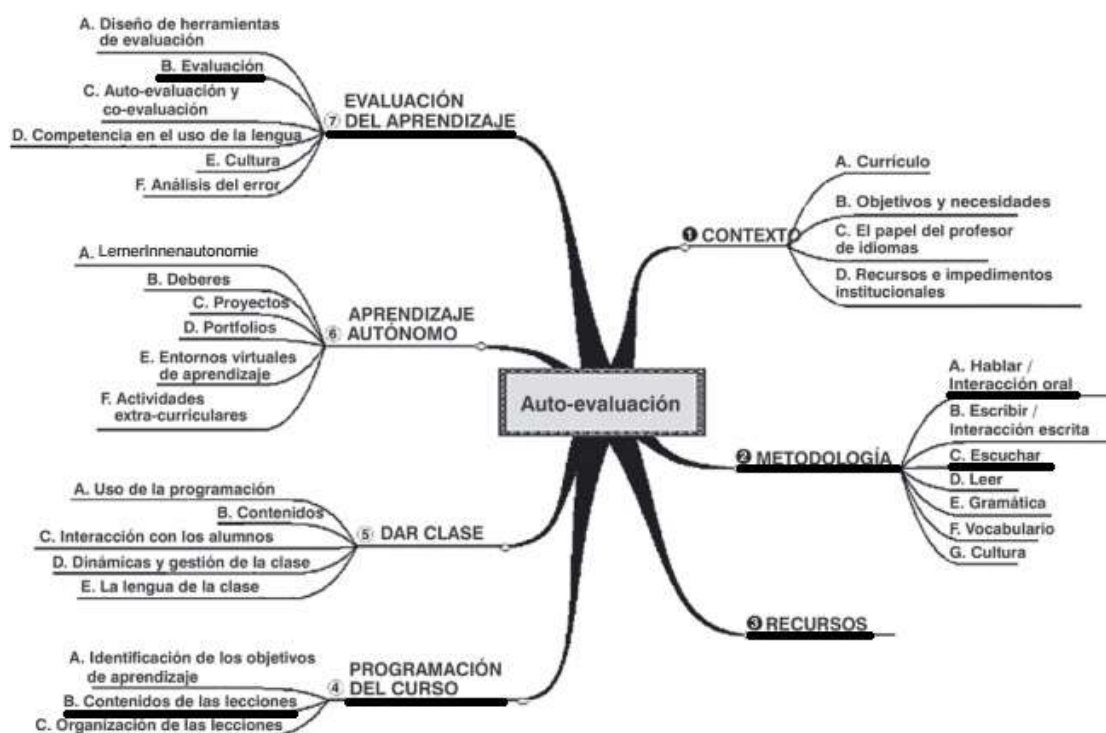 Auto-evaluación
❶ CONTEXTO
A. Currículo
B. Objetivos y necesidades
C. El papel del profesor
de idiomas
D. Recursos e impedimentos
institucionales
❷ METODOLOGÍA
A. Hablar /
Interacción oral
B. Escribir /
Interacción escrita
C. Escuchar
D. Leer
E. Gramática
F. Vocabulario
G. Cultura
❸ RECURSOS
④ PROGRAMACIÓN
DEL CURSO
A. Identificación de los objetivos
de aprendizaje
B. Contenidos de las lecciones
C. Organización de las lecciones
⑤ DAR CLASE
A. Uso de la programación
B. Contenidos
C. Interacción con los alumnos
D. Dinámicas y gestión de la clase
E. La lengua de la clase
⑥ APRENDIZAJE
AUTÓNOMO
A. LernerInnenautonomie
B. Deberes
C. Proyectos
D. Portfolios
E. Entornos virtuales
de aprendizaje
F. Actividades
extra-curriculares
⑦ EVALUACIÓN
DEL APRENDIZAJE
A. Diseño de herramientas
de evaluación
B. Evaluación
C. Auto-evaluación y
co-evaluación
D. Competencia en el uso de la lengua
E. Cultura
F. Análisis del error